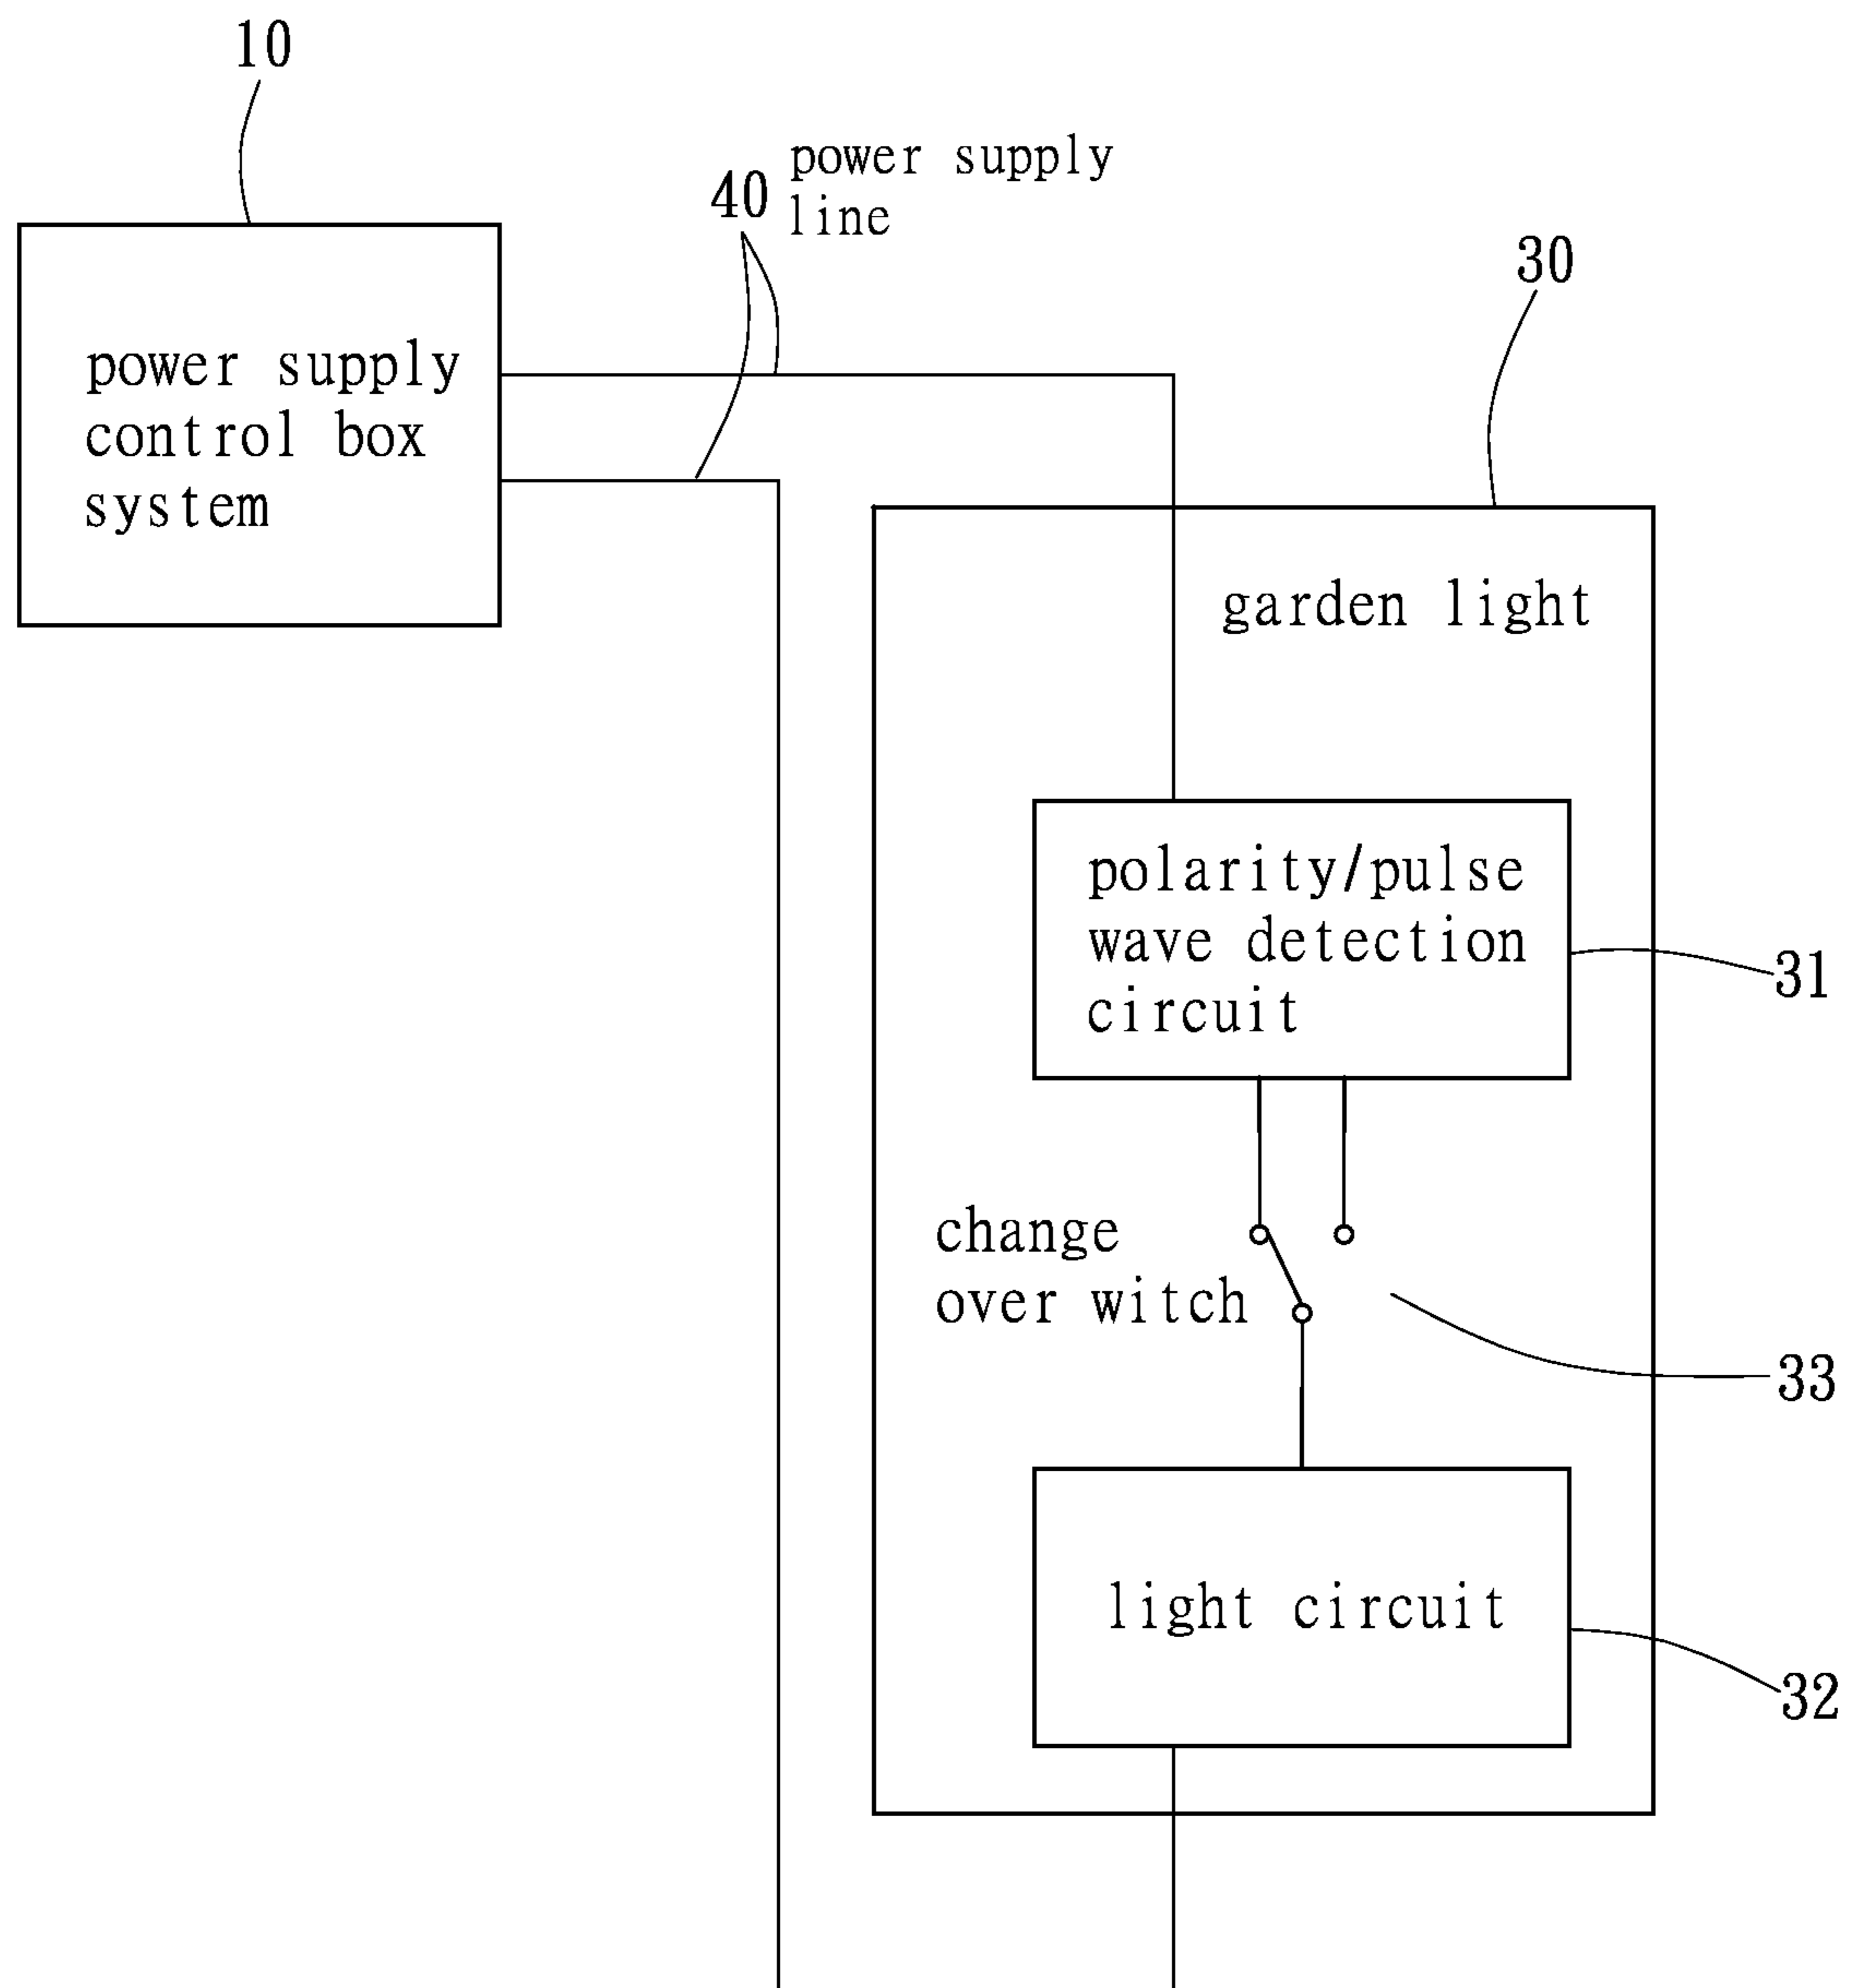 10
power supply
line
40
30
power supply
control box
system
garden light
polarity/pulse
wave detection
circuit
31
change
over witch
33
light circuit
32